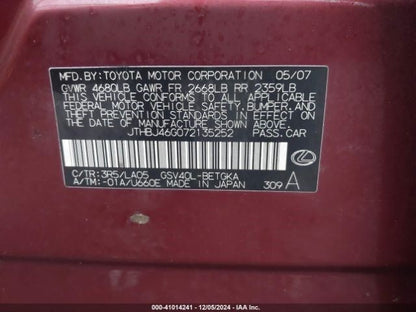 MFD.BY:TOYOTA MOTOR CORPORATION 05/07
GVWR 4680LB GAWR FR 2668LB RR 2359LB
THIS VEHICLE CONFORMS TO ALL APPLICABLE
FEDERAL MOTOR VEHICLE SAFETY,BUMPER,AND
THEFT PREVENTION STANDARDS IN EFFECT ON
THE DATE OF MANUFACTURE SHOWN ABOVE.
JTHBJ46G072135252 PASS.CAR
C/TR:3R5/LA05 GSV40L-BETGKA
A/TM:-01A/U660E MADE IN JAPAN 309 A
000-41014241 - 12/05/2024 - IAA Inc.